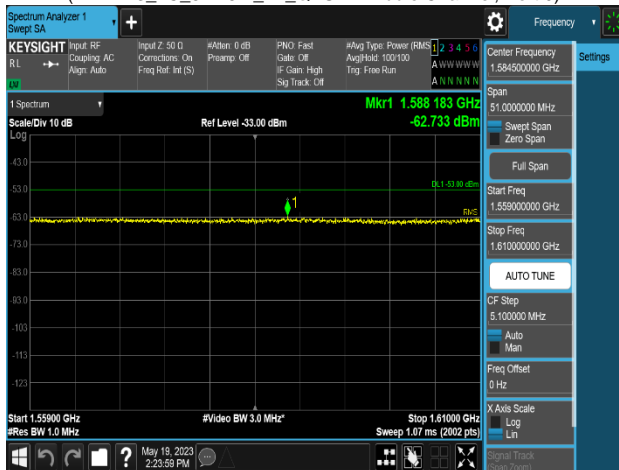 Spectrum Analyzer 1
Swept SA
Frequency
KEYSIGHT
RL
Input: RF
Coupling: AC
Align: Auto
Input Z: 50 Ω
Corrections: On
Freq Ref: Int (S)
#Atten: 0 dB
Preamp: Off
PNO: Fast
Gate: Off
IF Gain: High
Sig Track: Off
#Avg Type: Power (RMS
Avg|Hold: 100/100
Trig: Free Run
1 2 3 4 5 6
A W W W W W
A N N N N N
1 Spectrum
Scale/Div 10 dB
Log
Ref Level -33.00 dBm
Mkr1 1.588 183 GHz
-62.733 dBm
-43.0
-53.0
-63.0
-73.0
-83.0
-93.0
-103
-113
-123
DL1 -53.00 dBm
1
RMS
Start 1.55900 GHz
#Res BW 1.0 MHz
#Video BW 3.0 MHz*
Stop 1.61000 GHz
Sweep 1.07 ms (2002 pts)
Center Frequency
1.584500000 GHz
Settings
Span
51.0000000 MHz
Swept Span
Zero Span
Full Span
Start Freq
1.559000000 GHz
Stop Freq
1.610000000 GHz
AUTO TUNE
CF Step
5.100000 MHz
Auto
Man
Freq Offset
0 Hz
X Axis Scale
Log
Lin
Signal Track
(Span Zoom)
May 19, 2023
2:23:59 PM